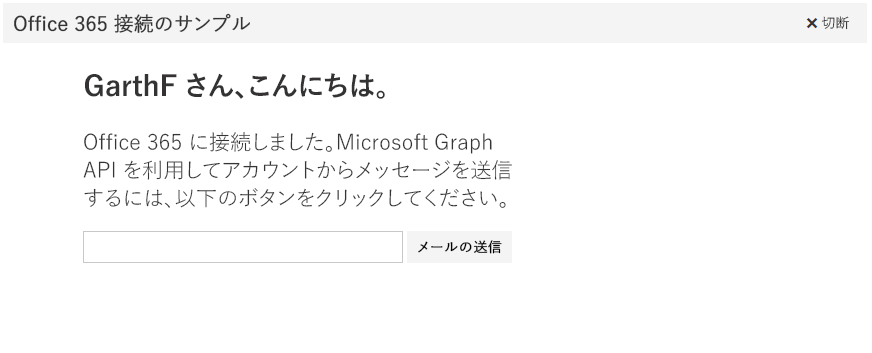 Office 365 接続のサンプル
✕ 切断
GarthF さん、こんにちは。
Office 365 に接続しました。Microsoft Graph
API を利用してアカウントからメッセージを送信
するには、以下のボタンをクリックしてください。
メールの送信